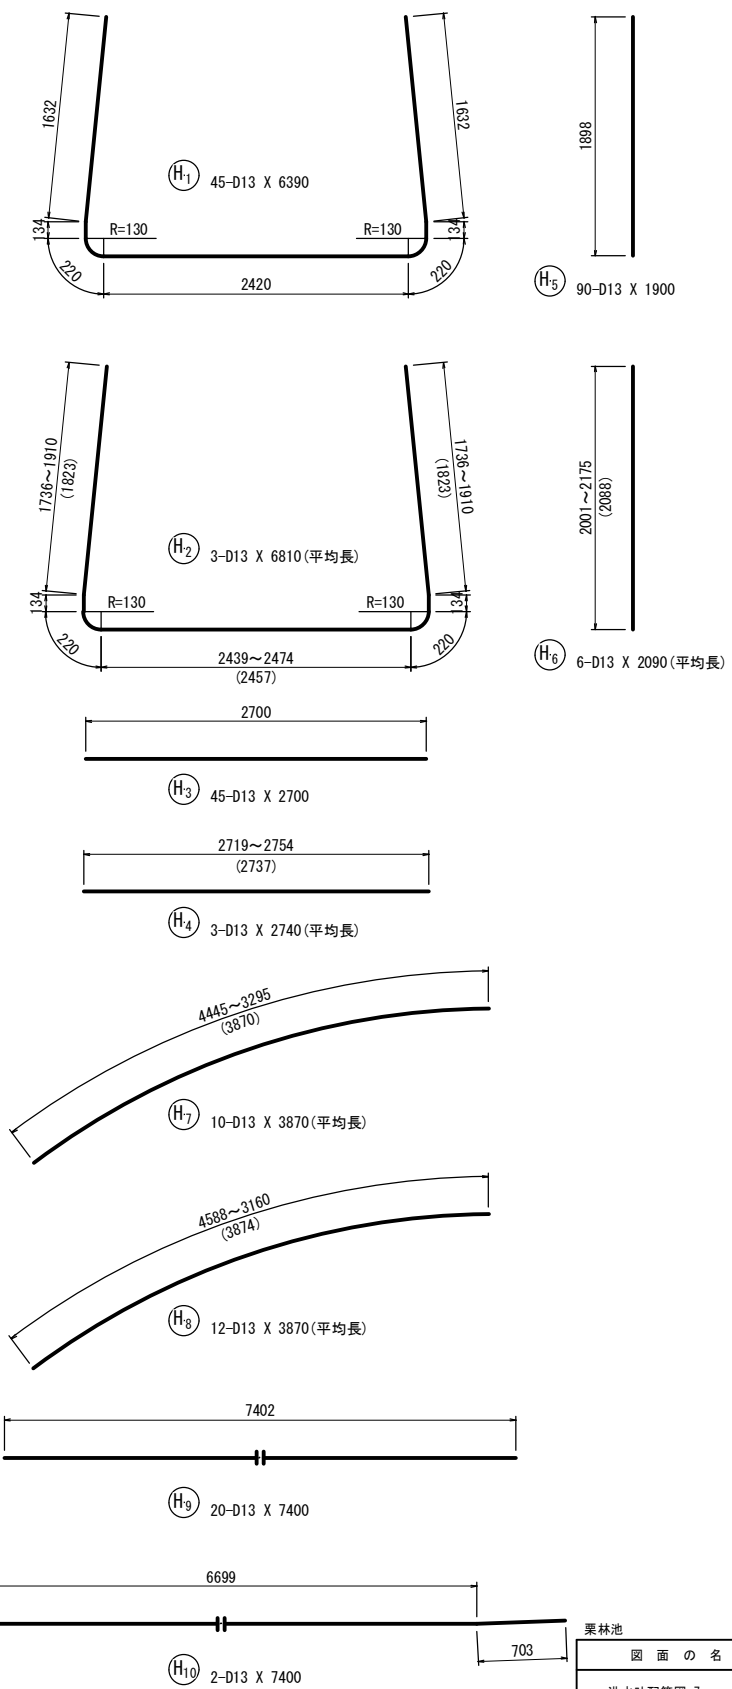 1632
1632
1898
H1 45-D13 X 6390
134
R=130
R=130
134
220
2420
220
H5 90-D13 X 1900
1736～1910
(1823)
1736～1910
(1823)
2001～2175
(2088)
H2 3-D13 X 6810(平均長)
134
R=130
R=130
134
220
2439～2474
(2457)
220
H6 6-D13 X 2090(平均長)
2700
H3 45-D13 X 2700
2719～2754
(2737)
H4 3-D13 X 2740(平均長)
4445～3295
(3870)
H7 10-D13 X 3870(平均長)
4588～3160
(3874)
H8 12-D13 X 3870(平均長)
7402
H9 20-D13 X 7400
6699
703
H10 2-D13 X 7400
栗林池
図 面 の 名